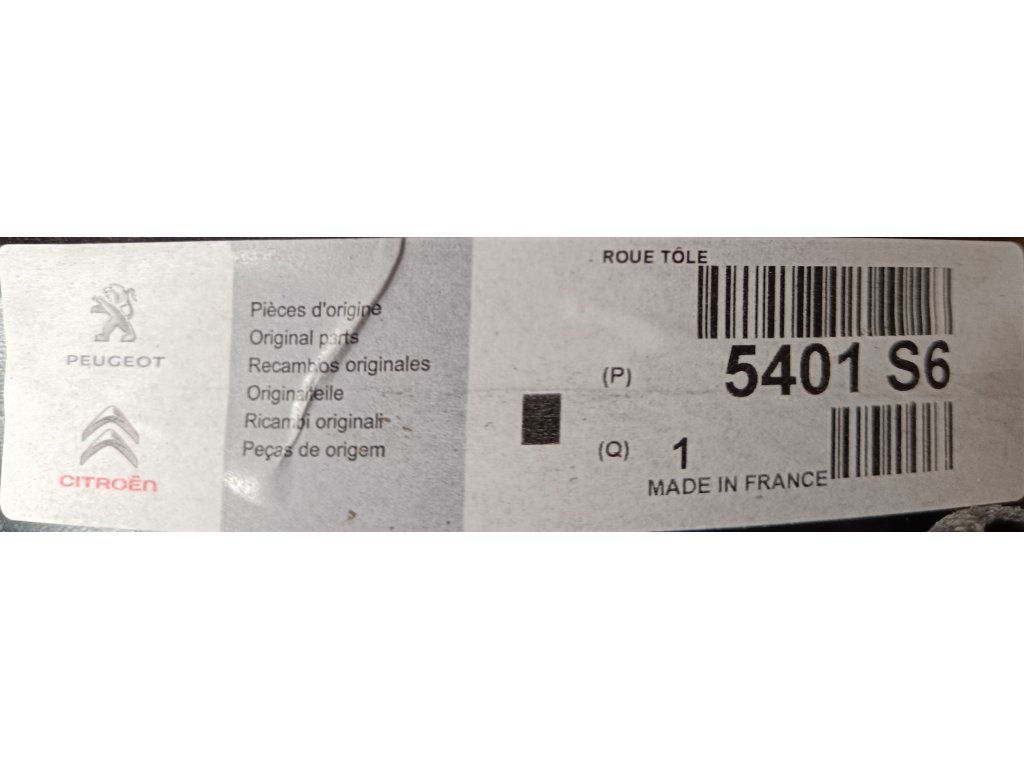 PEUGEOT
CITROËN
Pièces d'origine
Original parts
Recambios originales
Originalteile
Ricambi originali
Peças de origem
ROUE TÔLE
(P) 5401 S6
(Q) 1
MADE IN FRANCE